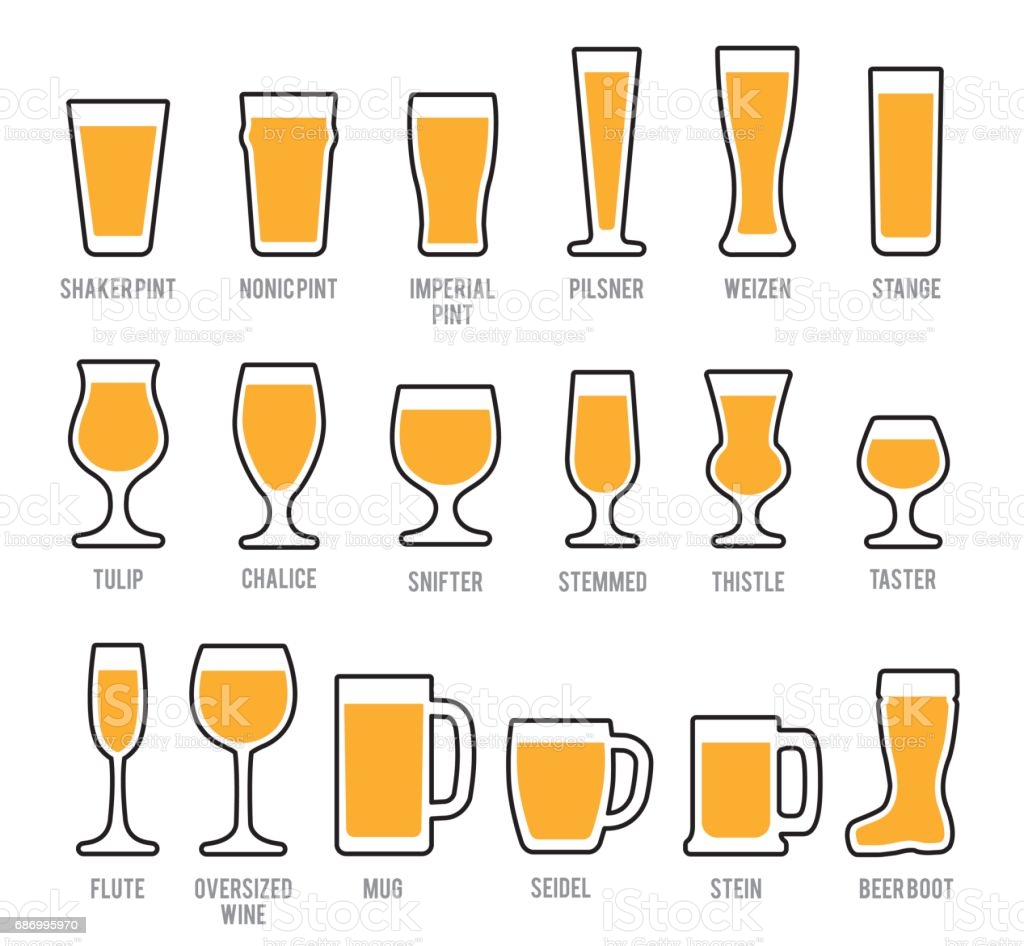 SHAKER PINT
NONIC PINT
IMPERIAL
PINT
PILSNER
WEIZEN
STANGE
TULIP
CHALICE
SNIFTER
STEMMED
THISTLE
TASTER
FLUTE
OVERSIZED
WINE
MUG
SEIDEL
STEIN
BEER BOOT
iStock
by Getty Images™
686995970